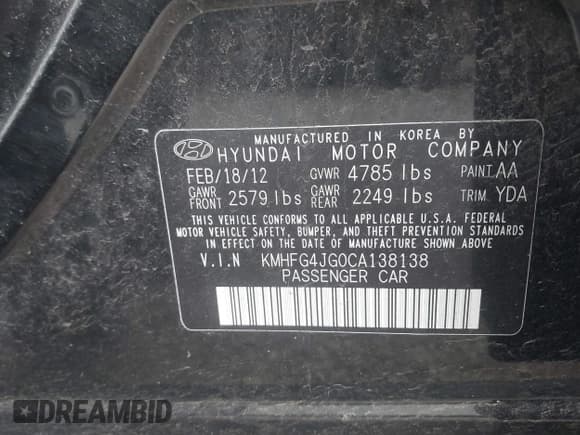 MANUFACTURED IN KOREA BY
HYUNDAI MOTOR COMPANY
FEB/18/12 GVWR 4785 lbs PAINT AA
GAWR FRONT 2579 lbs GAWR REAR 2249 lbs TRIM YDA
THIS VEHICLE CONFORMS TO ALL APPLICABLE U.S.A. FEDERAL
MOTOR VEHICLE SAFETY, BUMPER, AND THEFT PREVENTION STANDARDS
IN EFFECT ON THE DATE OF MANUFACTURE SHOWN ABOVE
V.I.N KMHFG4JG0CA138138
PASSENGER CAR
DREAMBID